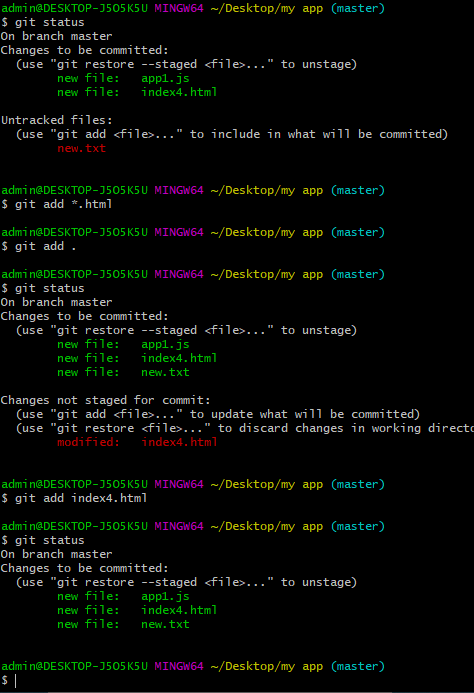 admin@DESKTOP-J5O5K5U MINGW64 ~/Desktop/my app (master)
$ git status
On branch master
Changes to be committed:
  (use "git restore --staged <file>..." to unstage)
        new file:   app1.js
        new file:   index4.html

Untracked files:
  (use "git add <file>..." to include in what will be committed)
        new.txt

admin@DESKTOP-J5O5K5U MINGW64 ~/Desktop/my app (master)
$ git add *.html

admin@DESKTOP-J5O5K5U MINGW64 ~/Desktop/my app (master)
$ git add .

admin@DESKTOP-J5O5K5U MINGW64 ~/Desktop/my app (master)
$ git status
On branch master
Changes to be committed:
  (use "git restore --staged <file>..." to unstage)
        new file:   app1.js
        new file:   index4.html
        new file:   new.txt

Changes not staged for commit:
  (use "git add <file>..." to update what will be committed)
  (use "git restore <file>..." to discard changes in working directo
        modified:   index4.html

admin@DESKTOP-J5O5K5U MINGW64 ~/Desktop/my app (master)
$ git add index4.html

admin@DESKTOP-J5O5K5U MINGW64 ~/Desktop/my app (master)
$ git status
On branch master
Changes to be committed:
  (use "git restore --staged <file>..." to unstage)
        new file:   app1.js
        new file:   index4.html
        new file:   new.txt

admin@DESKTOP-J5O5K5U MINGW64 ~/Desktop/my app (master)
$